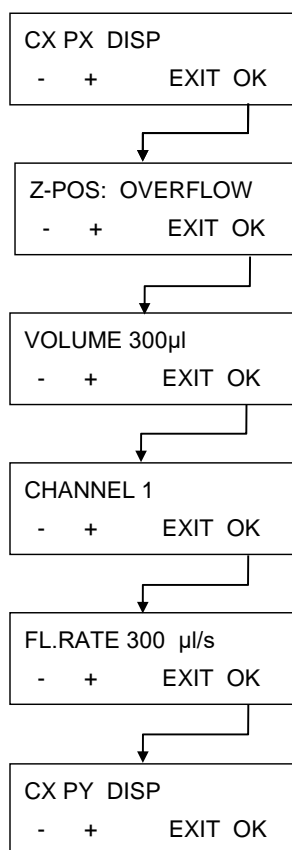 CX PX DISP
- + EXIT OK
Z-POS: OVERFLOW
- + EXIT OK
VOLUME 300µl
- + EXIT OK
CHANNEL 1
- + EXIT OK
FL.RATE 300 µl/s
- + EXIT OK
CX PY DISP
- + EXIT OK